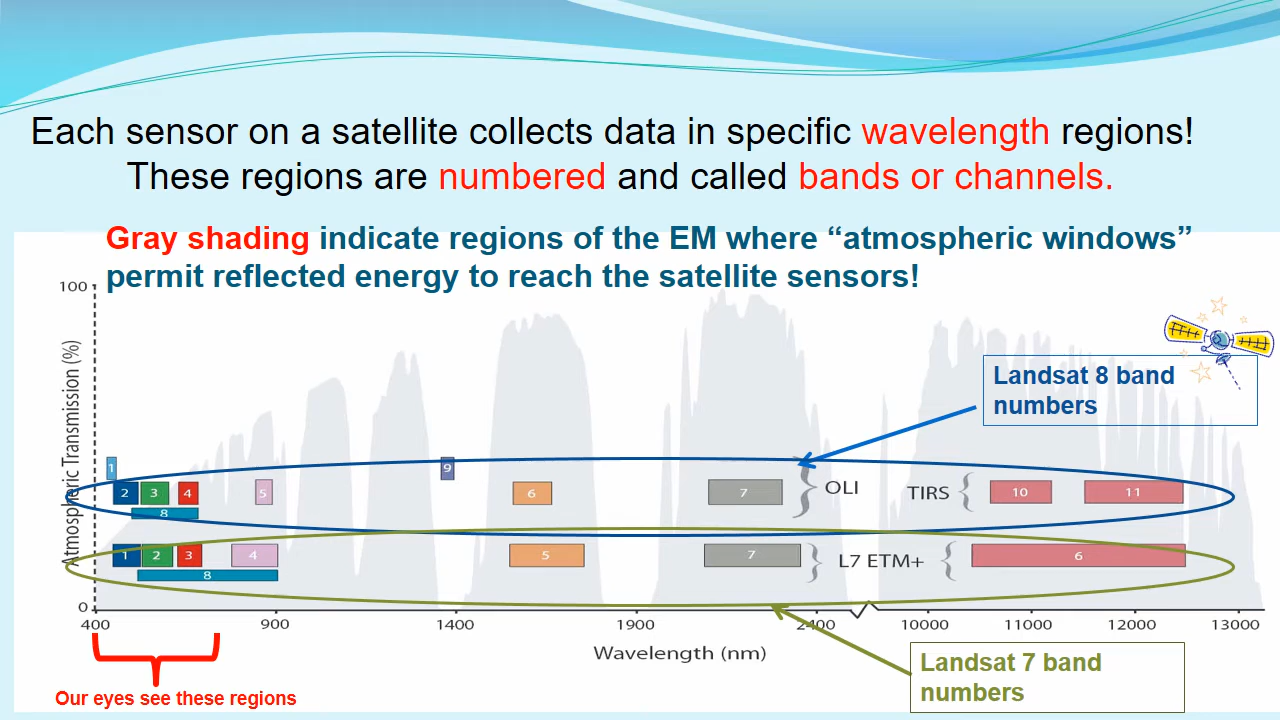 Each sensor on a satellite collects data in specific wavelength regions!
These regions are numbered and called bands or channels.
Gray shading indicate regions of the EM where “atmospheric windows”
permit reflected energy to reach the satellite sensors!
100
Atmospheric Transmission (%)
Landsat 8 band
numbers
1 9
2 3 4 5 6 7 OLI TIRS 10 11
8
1 2 3 4 5 7 L7 ETM+ 6
8
0
400 900 1400 1900 2400 10000 11000 12000 13000
Wavelength (nm)
Our eyes see these regions
Landsat 7 band
numbers